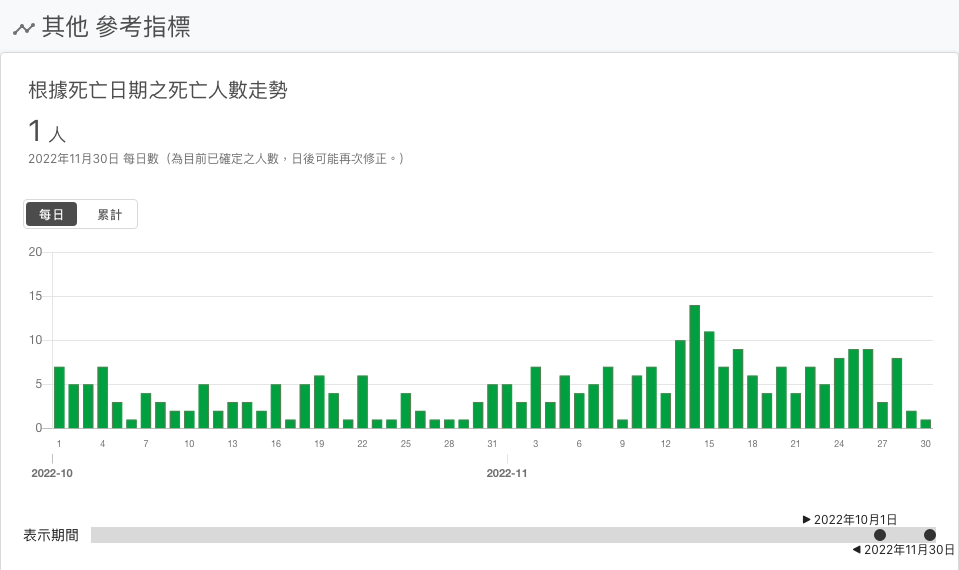 其他 參考指標
根據死亡日期之死亡人數走勢
1 人
2022年11月30日 每日數（為目前已確定之人數，日後可能再次修正。）
每日 累計
20
15
10
5
0
1 4 7 10 13 16 19 22 25 28 31 3 6 9 12 15 18 21 24 27 30
2022-10 2022-11
▶ 2022年10月1日
表示期間
◀ 2022年11月30日